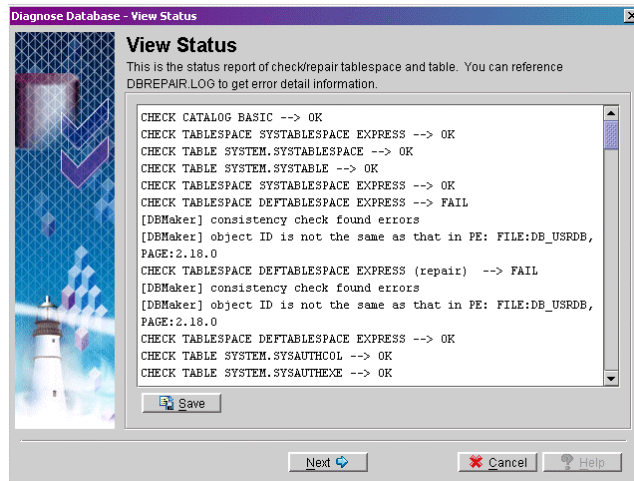 Diagnose Database - View Status
View Status
This is the status report of check/repair tablespace and table. You can reference
DBREPAIR.LOG to get error detail information.
CHECK CATALOG BASIC --> OK
CHECK TABLESPACE SYSTABLESPACE EXPRESS --> OK
CHECK TABLE SYSTEM.SYSTABLESPACE --> OK
CHECK TABLE SYSTEM.SYSTABLE --> OK
CHECK TABLESPACE SYSTABLESPACE EXPRESS --> OK
CHECK TABLESPACE DEFTABLESPACE EXPRESS --> FAIL
[DBMaker] consistency check found errors
[DBMaker] object ID is not the same as that in PE: FILE:DB_USRDB,
PAGE:2.18.0
CHECK TABLESPACE DEFTABLESPACE EXPRESS (repair) --> FAIL
[DBMaker] consistency check found errors
[DBMaker] object ID is not the same as that in PE: FILE:DB_USRDB,
PAGE:2.18.0
CHECK TABLESPACE DEFTABLESPACE EXPRESS --> OK
CHECK TABLE SYSTEM.SYSAUTHCOL --> OK
CHECK TABLE SYSTEM.SYSAUTHEXE --> OK
Save
Next
Cancel
Help